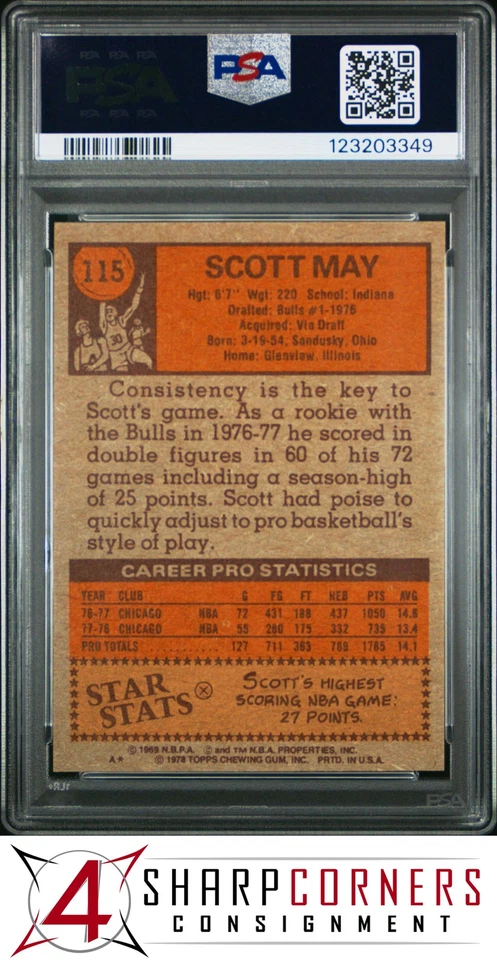 PSA
123203349
115
SCOTT MAY
Hgt: 6'7" Wgt: 220 School: Indiana
Drafted: Bulls #1-1976
Acquired: Via Draft
Born: 3-19-54, Sandusky, Ohio
Home: Glenview, Illinois
30
Consistency is the key to
Scott's game. As a rookie with
the Bulls in 1976-77 he scored in
double figures in 60 of his 72
games including a season-high
of 25 points. Scott had poise to
quickly adjust to pro basketball's
style of play.
CAREER PRO STATISTICS
YEAR CLUB G FG FT REB PTS AVG
76-77 CHICAGO NBA 72 431 188 437 1050 14.6
77-78 CHICAGO NBA 55 280 175 332 735 13.4
PRO TOTALS ........... 127 711 363 769 1785 14.1
STAR
STATS
SCOTT'S HIGHEST
SCORING NBA GAME:
27 POINTS.
© 1969 N.B.P.A. © and TM N.B.A. PROPERTIES, INC.
A* © 1978 TOPPS CHEWING GUM, INC. PRTD. IN U.S.A.
PSA
4
SHARPCORNERS
CONSIGNMENT